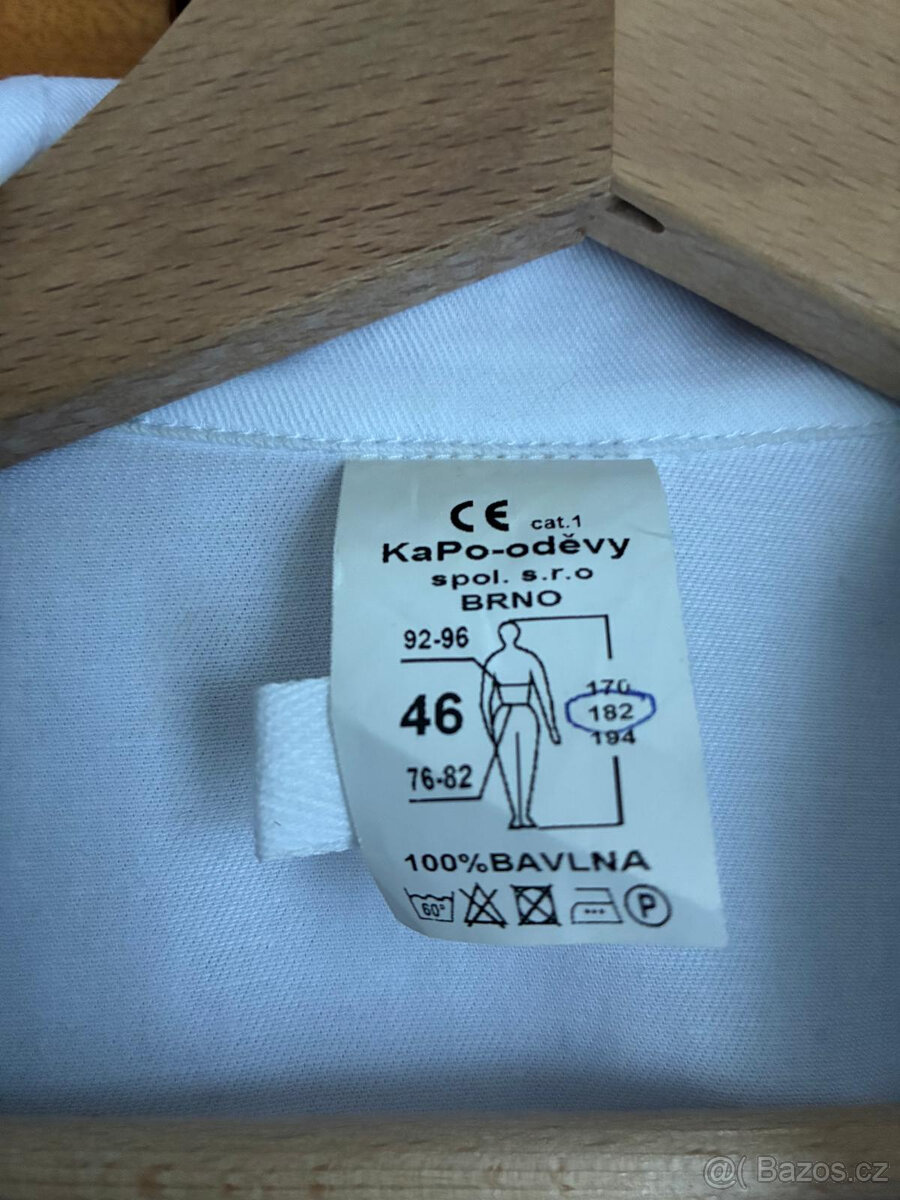 CE cat.1
KaPo-oděvy
spol. s.r.o
BRNO
92-96
170
46
182
194
76-82
100%BAVLNA
60° P
@( Bazos.cz